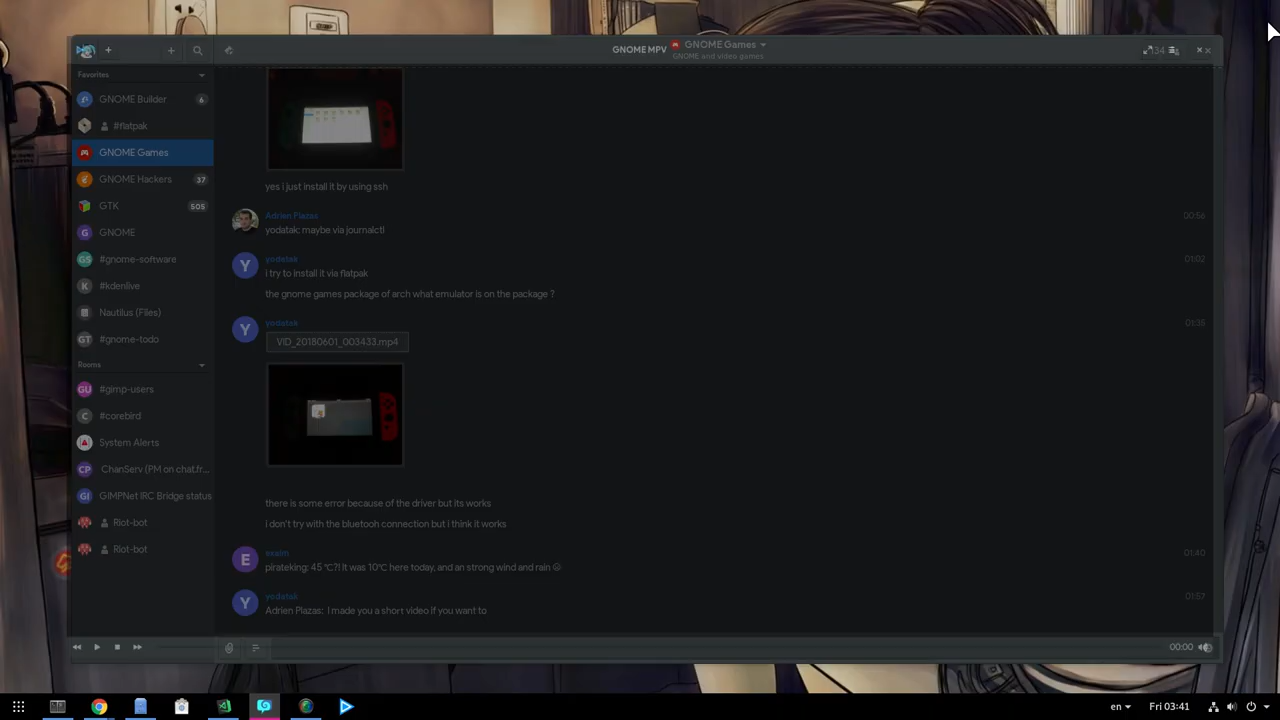 GNOME MPV
GNOME Games
GNOME and video games
34
Favorites
GNOME Builder
6
#flatpak
GNOME Games
GNOME Hackers
37
GTK
505
G
GNOME
GS
#gnome-software
K
#kdenlive
Nautilus (Files)
GT
#gnome-todo
Rooms
GU
#gimp-users
C
#corebird
System Alerts
CP
ChanServ (PM on chat.fr...
GI
GIMPNet IRC Bridge status
Riot-bot
Riot-bot
yes i just install it by using ssh
Adrien Plazas
00:56
yodatak: maybe via journalctl
Y
yodatak
01:02
i try to install it via flatpak
the gnome games package of arch what emulator is on the package ?
Y
yodatak
01:35
VID_20180601_003433.mp4
there is some error because of the driver but its works
i don't try with the bluetooh connection but i think it works
E
01:40
pirateking: 45 °C?! It was 10°C here today, and an strong wind and rain ☹
Y
yodatak
01:57
Adrien Plazas: I made you a short video if you want to
00:00
en
Fri 03:41